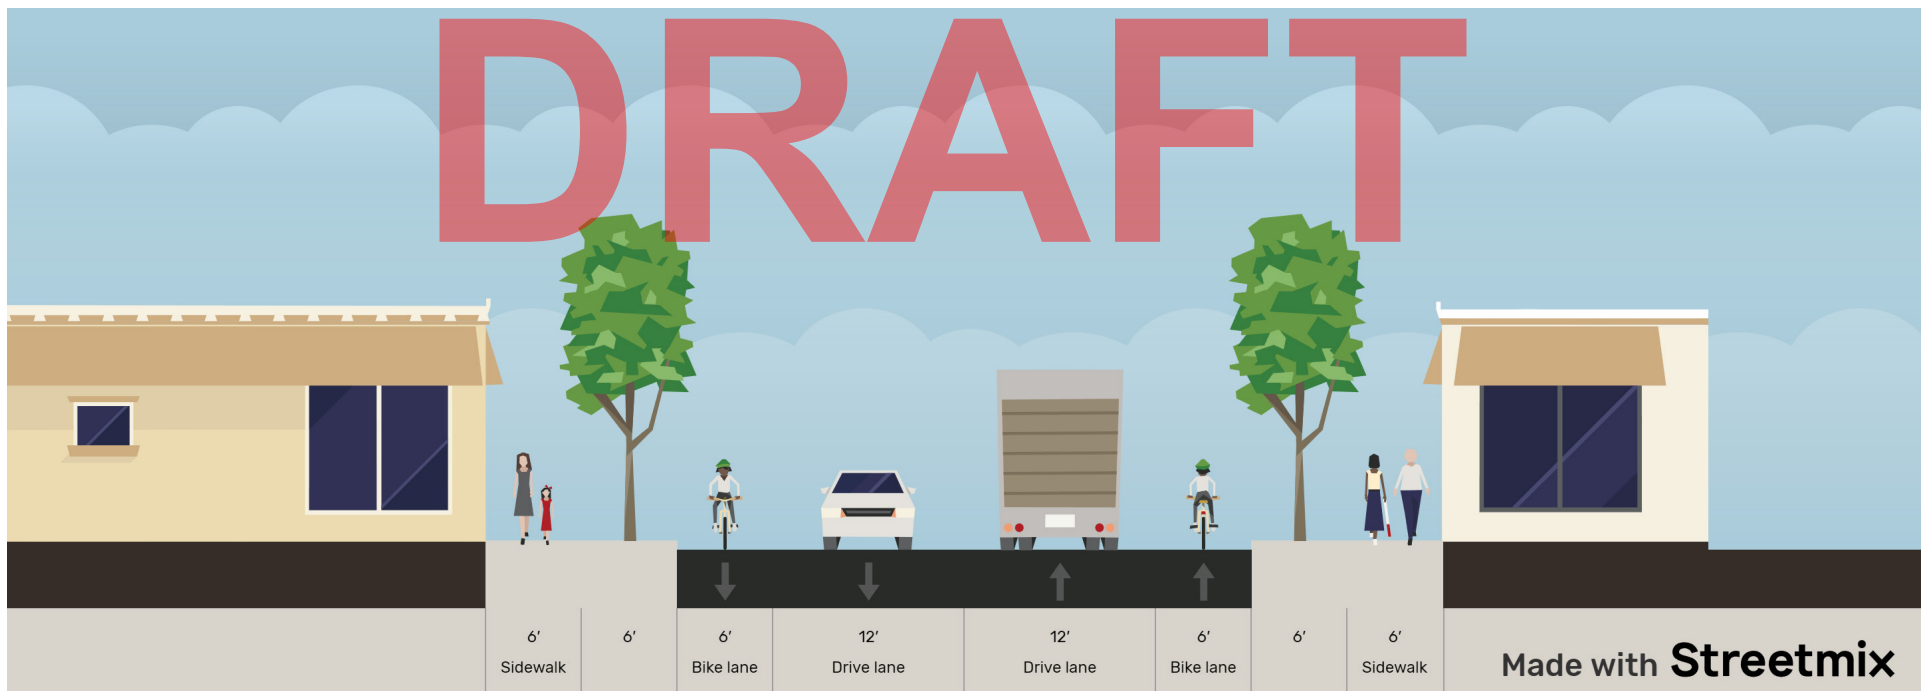 DRAFT
6' 6' 6' 12' 12' 6' 6' 6'
Sidewalk Bike lane Drive lane Drive lane Bike lane Sidewalk
Made with Streetmix